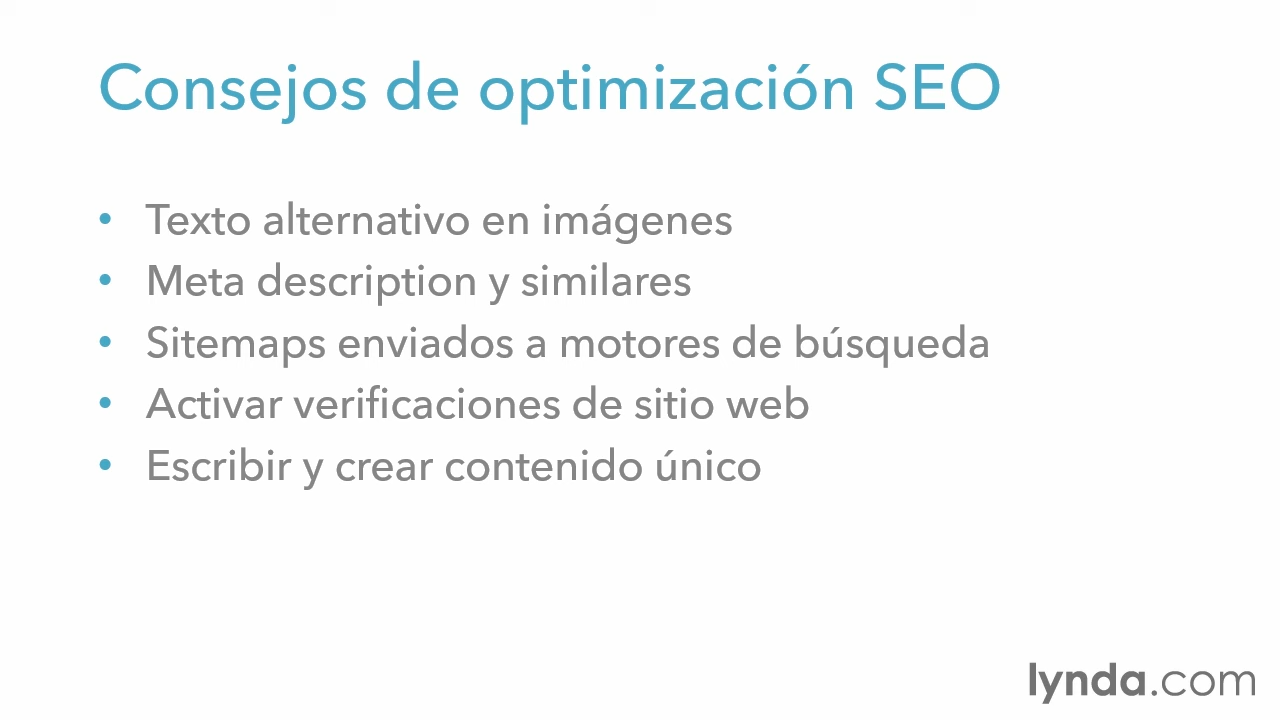 Consejos de optimización SEO
• Texto alternativo en imágenes
• Meta description y similares
• Sitemaps enviados a motores de búsqueda
• Activar verificaciones de sitio web
• Escribir y crear contenido único
lynda.com